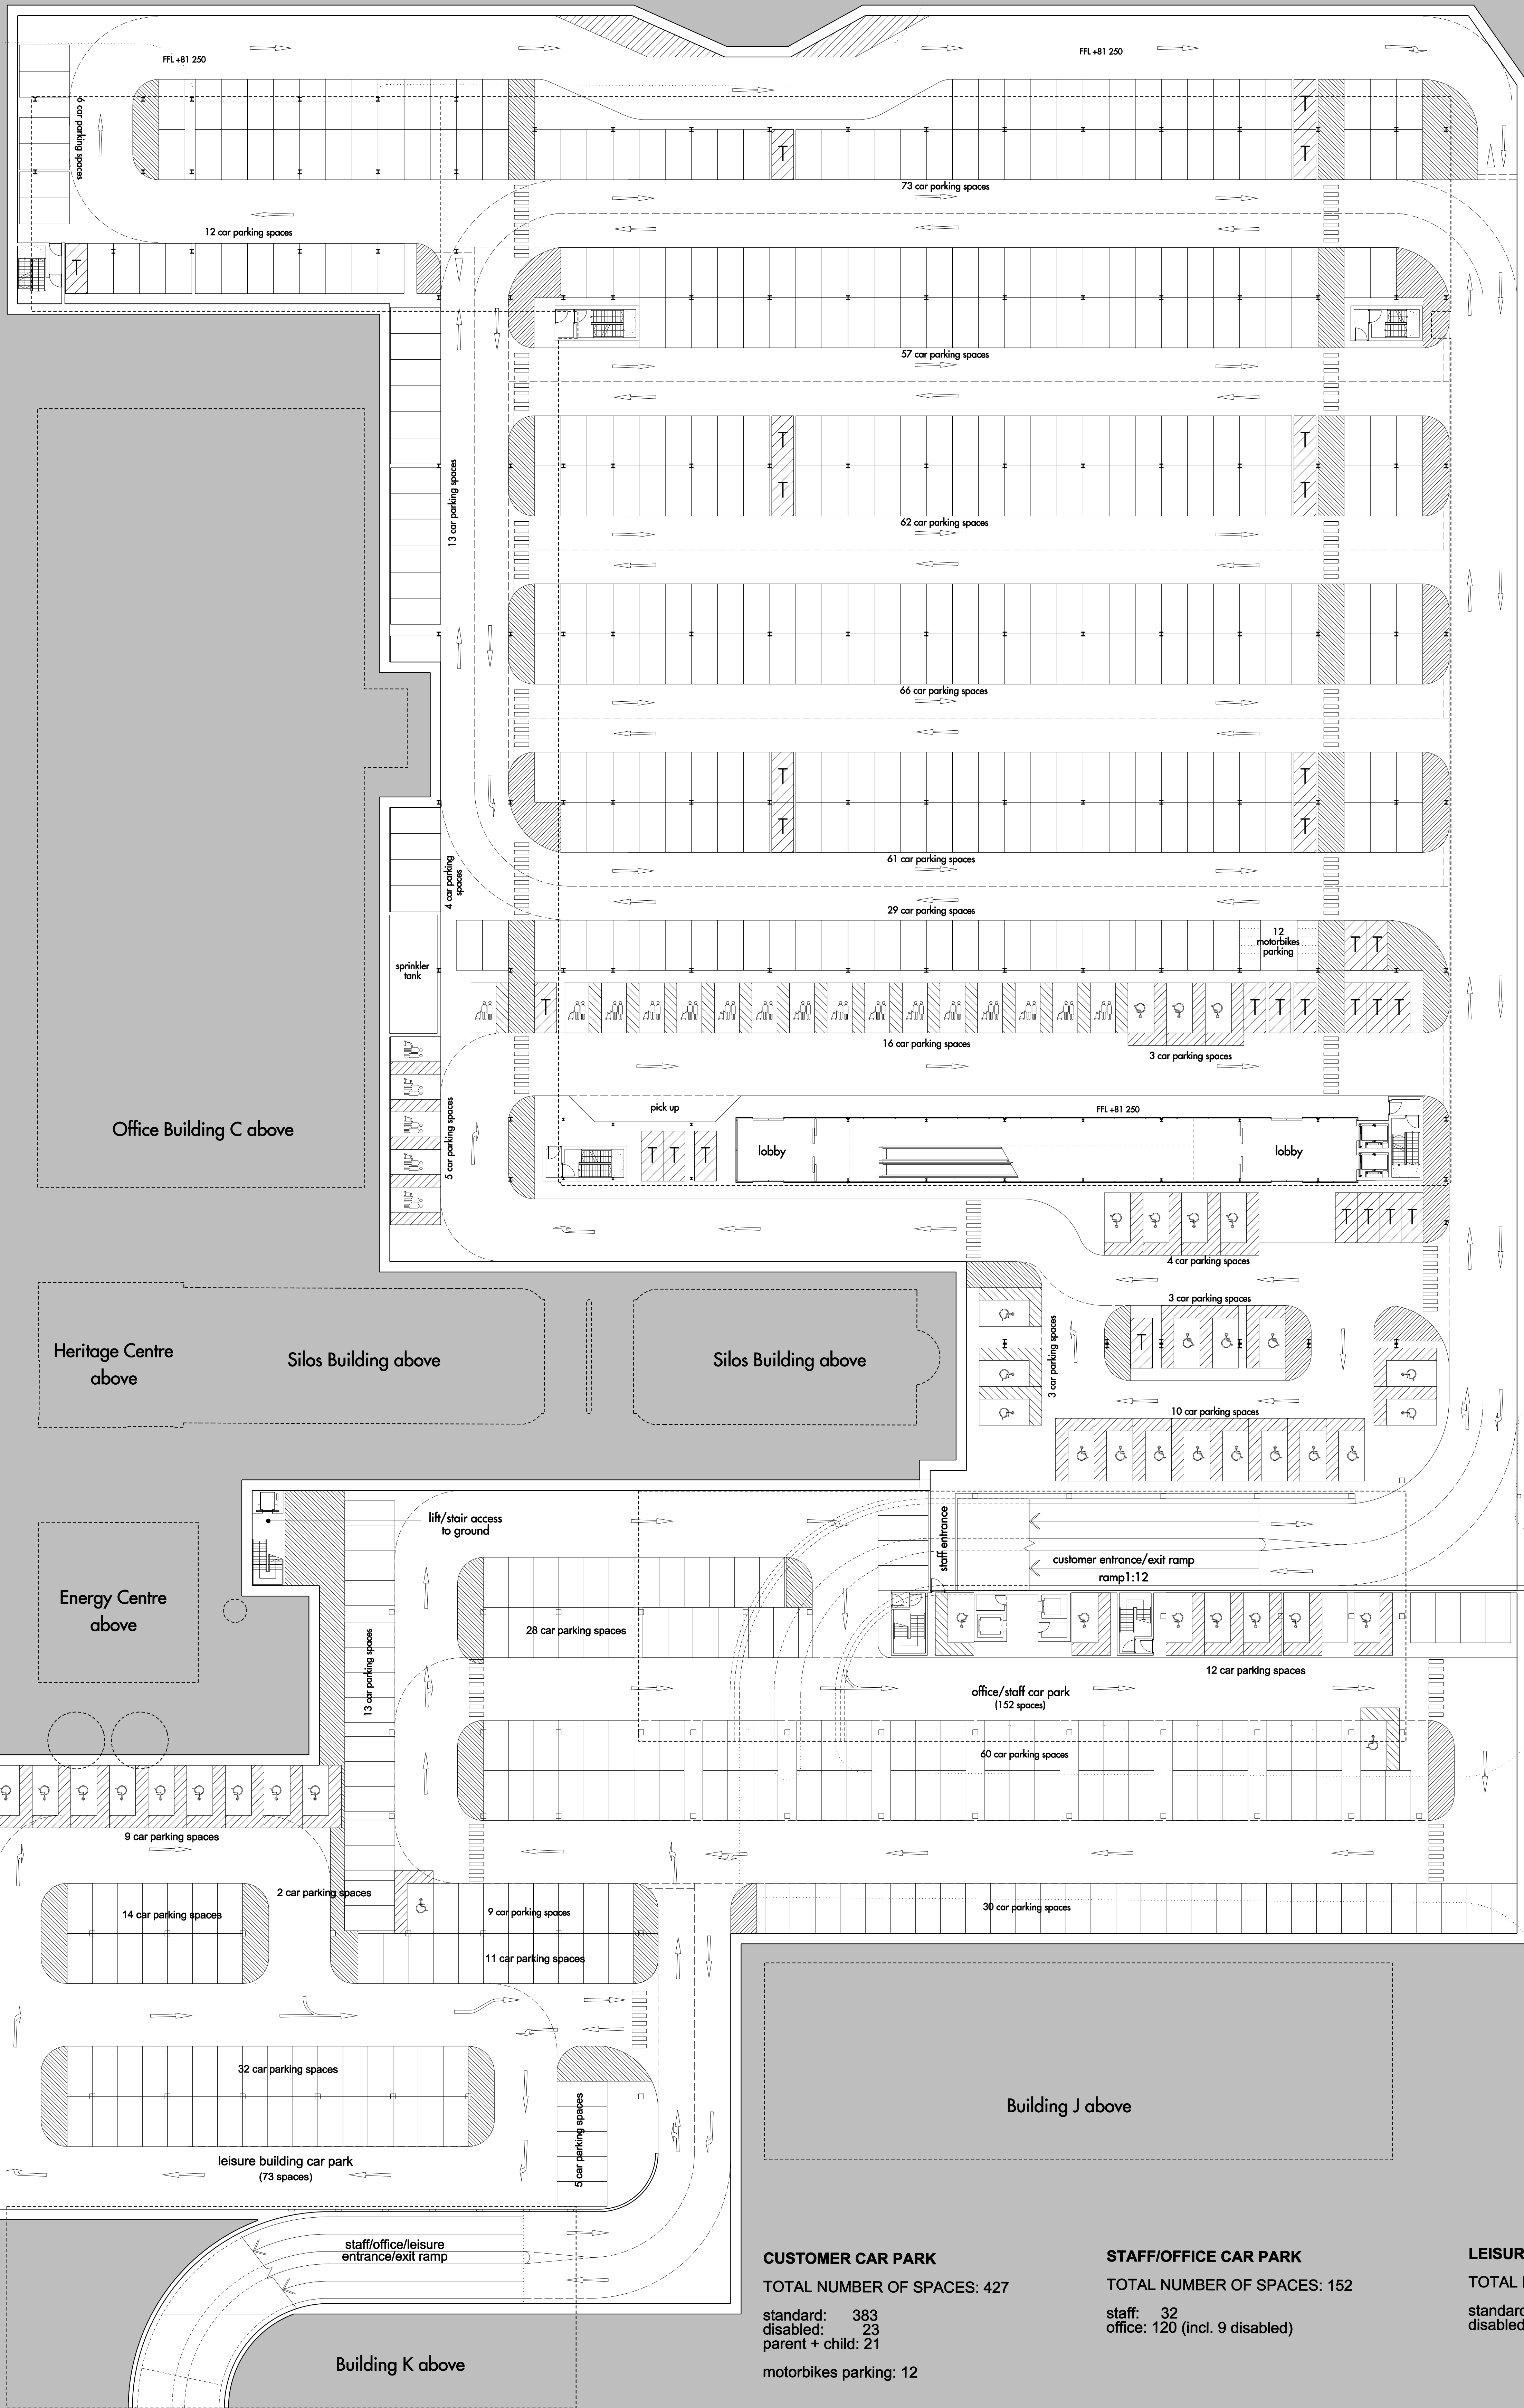 FFL +81 250
FFL +81 250
6 car parking spaces
T
T
T
73 car parking spaces
12 car parking spaces
T
57 car parking spaces
T
T
T
T
13 car parking spaces
62 car parking spaces
66 car parking spaces
T
T
T
T
61 car parking spaces
4 car parking
spaces
29 car parking spaces
12
motorbikes
parking
T T
sprinkler
tank
T
T T T
T T T
16 car parking spaces
3 car parking spaces
5 car parking spaces
pick up
FFL +81 250
Office Building C above
T T T
lobby
lobby
T T T T
4 car parking spaces
3 car parking spaces
3 car parking spaces
T
Heritage Centre
above
Silos Building above
Silos Building above
10 car parking spaces
lift/stair access
to ground
staff entrance
customer entrance/exit ramp
ramp1:12
Energy Centre
above
28 car parking spaces
13 car parking spaces
12 car parking spaces
office/staff car park
(152 spaces)
60 car parking spaces
9 car parking spaces
2 car parking spaces
14 car parking spaces
9 car parking spaces
30 car parking spaces
11 car parking spaces
32 car parking spaces
5 car parking spaces
Building J above
leisure building car park
(73 spaces)
staff/office/leisure
entrance/exit ramp
Building K above
CUSTOMER CAR PARK
TOTAL NUMBER OF SPACES: 427
standard: 383
disabled: 23
parent + child: 21
motorbikes parking: 12
STAFF/OFFICE CAR PARK
TOTAL NUMBER OF SPACES: 152
staff: 32
office: 120 (incl. 9 disabled)
LEISUR
TOTAL
standard
disabled